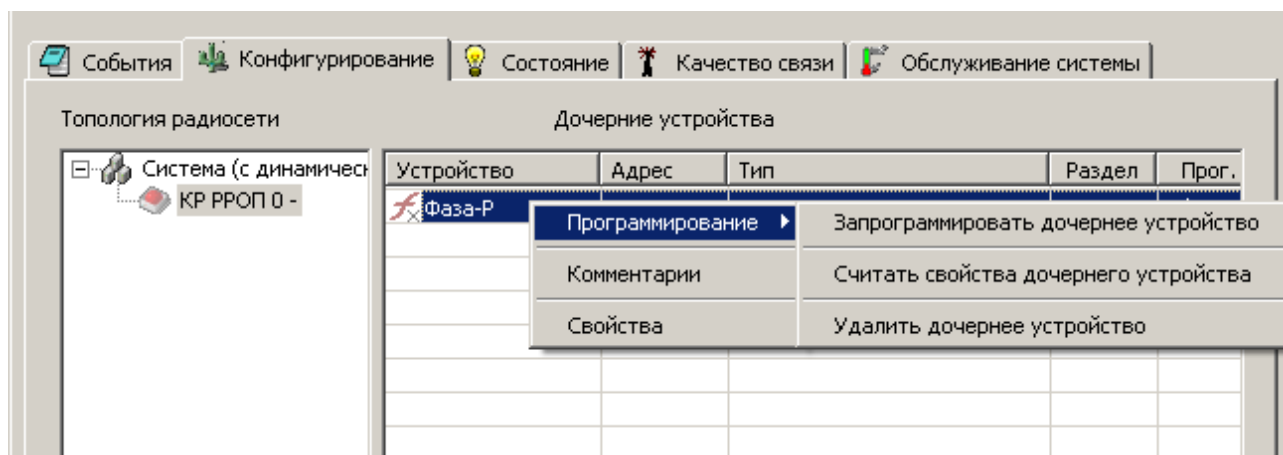 События Конфигурирование Состояние Качество связи Обслуживание системы
Топология радиосети Дочерние устройства
Система (с динамическ Устройство Адрес Тип Раздел Прог.
КР РРОП 0 - Фаза-Р
Программирование Запрограммировать дочернее устройство
Комментарии Считать свойства дочернего устройства
Свойства Удалить дочернее устройство